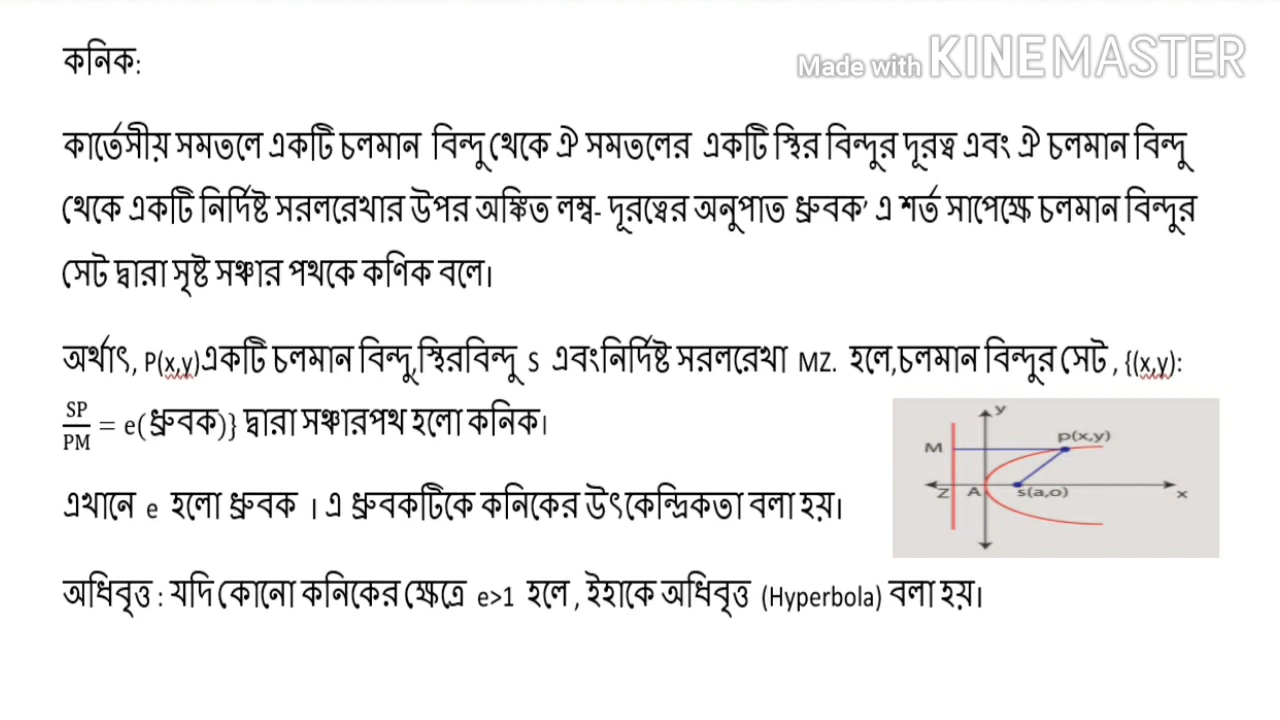 কনিক:
Made with KINEMASTER
কার্তেসীয় সমতলে একটি চলমান বিন্দু থেকে ঐ সমতলের একটি স্থির বিন্দুর দূরত্ব এবং ঐ চলমান বিন্দু
থেকে একটি নির্দিষ্ট সরলরেখার উপর অঙ্কিত লম্ব- দূরত্বের অনুপাত ধ্রুবক’ এ শর্ত সাপেক্ষে চলমান বিন্দুর
সেট দ্বারা সৃষ্ট সঞ্চার পথকে কণিক বলে।
অর্থাৎ, P(x,y)একটি চলমান বিন্দু,স্থিরবিন্দু S এবংনির্দিষ্ট সরলরেখা MZ. হলে,চলমান বিন্দুর সেট , {(x,y):
SP/PM = e(ধ্রুবক)} দ্বারা সঞ্চারপথ হলো কনিক।
এখানে e হলো ধ্রুবক । এ ধ্রুবকটিকে কনিকের উৎকেন্দ্রিকতা বলা হয়।
অধিবৃত্ত : যদি কোনো কনিকের ক্ষেত্রে e>1 হলে , ইহাকে অধিবৃত্ত (Hyperbola) বলা হয়।
y
M
p(x,y)
Z A s(a,o) x